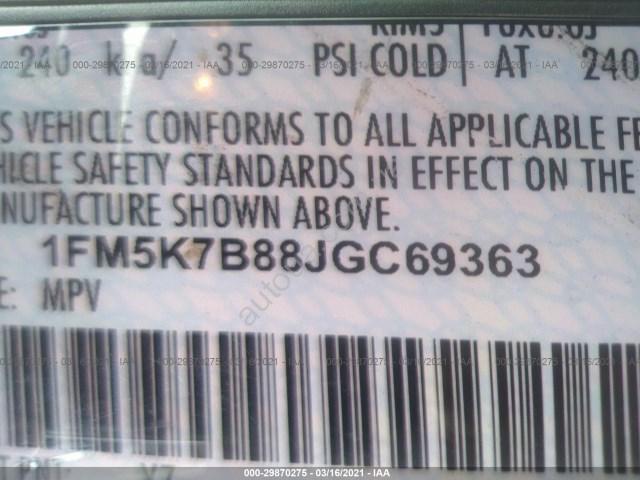 240 kPa/ 35 PSI COLD AT 240
S VEHICLE CONFORMS TO ALL APPLICABLE FE
HICLE SAFETY STANDARDS IN EFFECT ON THE
NUFACTURE SHOWN ABOVE.
1FM5K7B88JGC69363
E: MPV
000-29870275 — 03/16/2021 — IAA